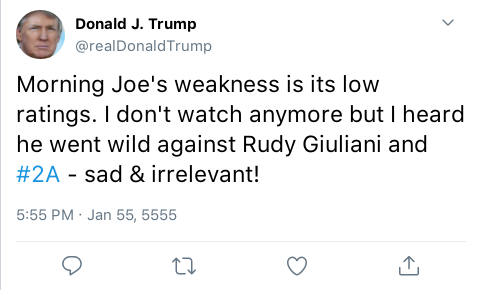 Donald J. Trump
@realDonaldTrump
Morning Joe's weakness is its low
ratings. I don't watch anymore but I heard
he went wild against Rudy Giuliani and
#2A - sad & irrelevant!
5:55 PM · Jan 55, 5555